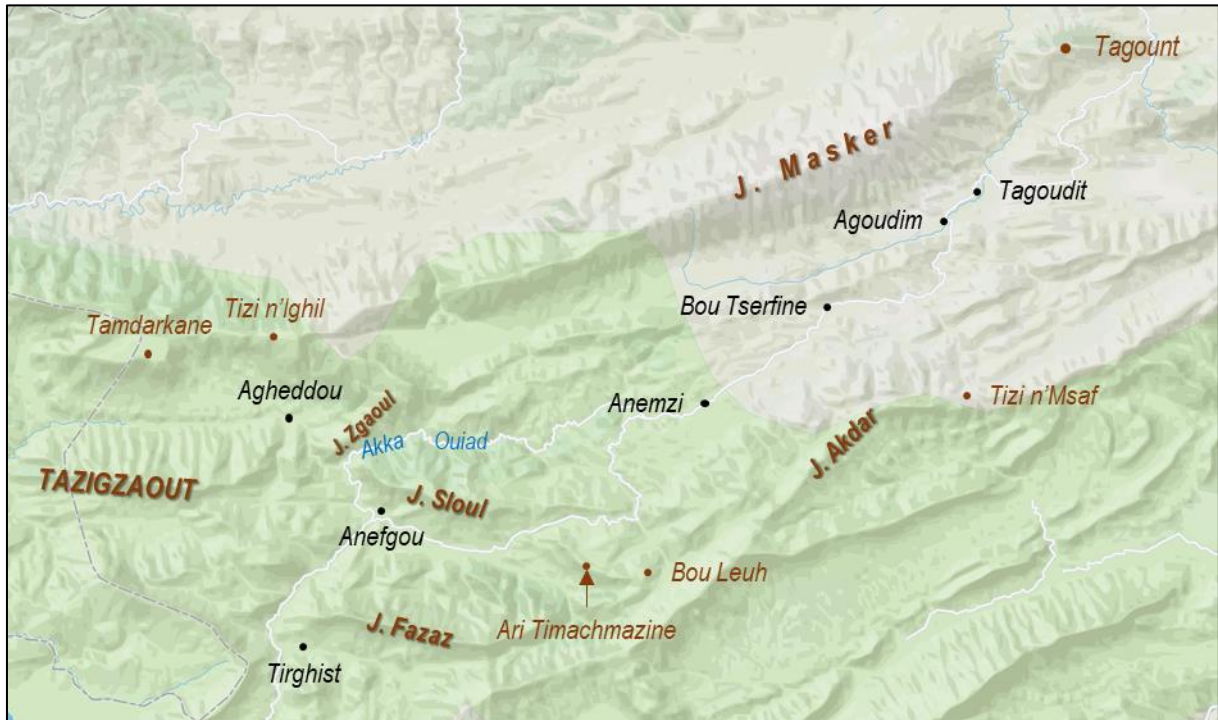 Tagount
J. Masker
Tagoudit
Agoudim
Bou Tserfine
Tizi n'Ighil
Tamdarkane
Agheddou
Anemzi
Tizi n'Msaf
J. Zgaoul
Akka Ouiad
J. Akdar
TAZIGZAOUT
J. Sloul
Anefgou
Bou Leuh
J. Fazaz
Ari Timachmazine
Tirghist